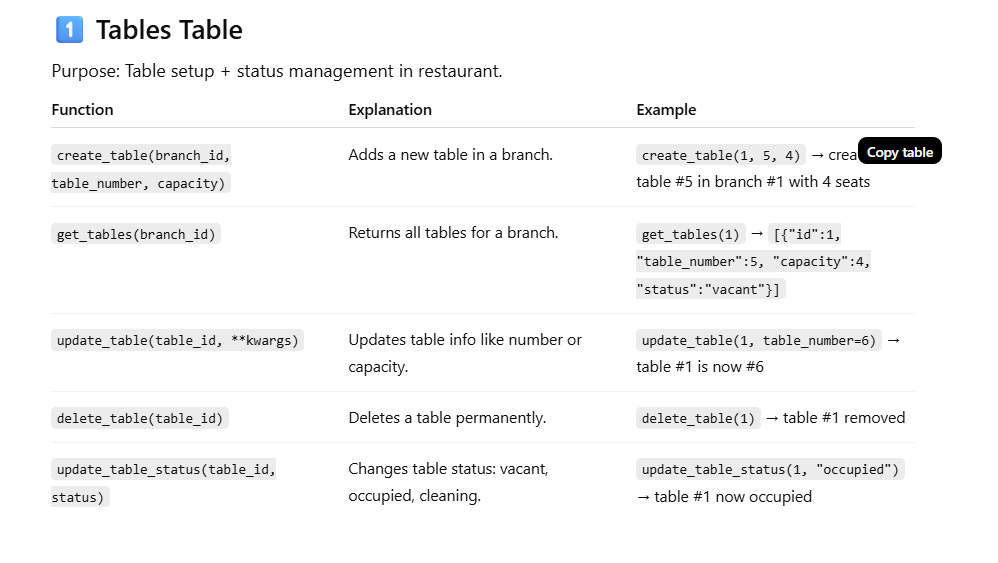 1 Tables Table
Purpose: Table setup + status management in restaurant.
Function Explanation Example
create_table(branch_id, Adds a new table in a branch. create_table(1, 5, 4) → Copy table
table_number, capacity) table #5 in branch #1 with 4 seats
get_tables(branch_id) Returns all tables for a branch. get_tables(1) → [{"id":1,
"table_number":5, "capacity":4,
"status":"vacant"}]
update_table(table_id, **kwargs) Updates table info like number or update_table(1, table_number=6) →
capacity. table #1 is now #6
delete_table(table_id) Deletes a table permanently. delete_table(1) → table #1 removed
update_table_status(table_id, Changes table status: vacant, update_table_status(1, "occupied")
status) occupied, cleaning. → table #1 now occupied